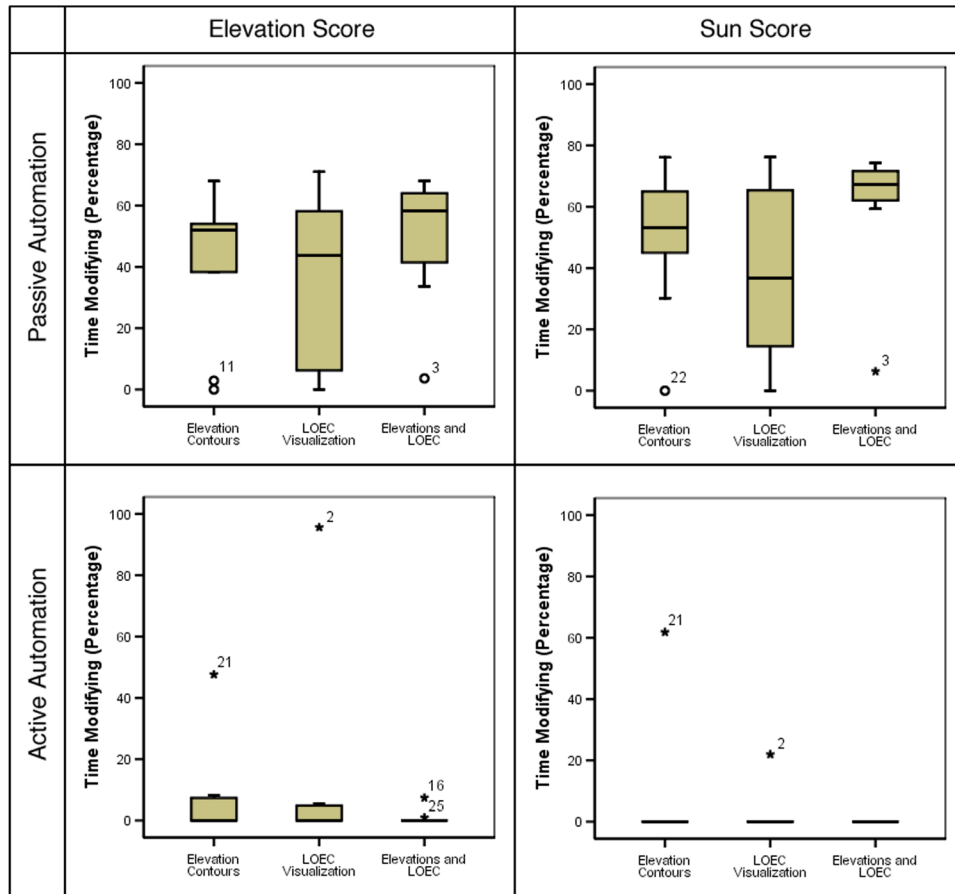 Elevation Score
Sun Score
Passive Automation
Time Modifying (Percentage)
100
80
60
40
20
0
11
3
Elevation
Contours
LOEC
Visualization
Elevations and
LOEC
Time Modifying (Percentage)
100
80
60
40
20
0
22
3
Elevation
Contours
LOEC
Visualization
Elevations and
LOEC
Active Automation
Time Modifying (Percentage)
100
80
60
40
20
0
21
2
16
25
Elevation
Contours
LOEC
Visualization
Elevations and
LOEC
Time Modifying (Percentage)
100
80
60
40
20
0
21
2
Elevation
Contours
LOEC
Visualization
Elevations and
LOEC